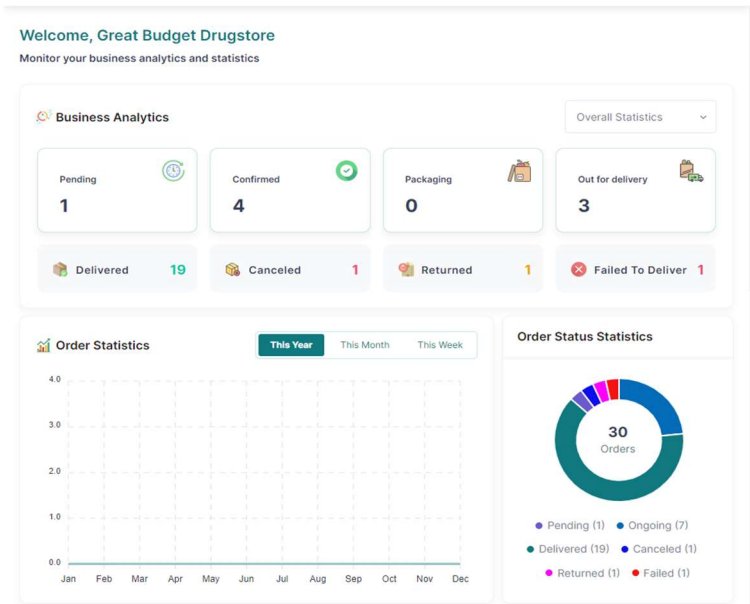 Welcome, Great Budget Drugstore
Monitor your business analytics and statistics
Business Analytics
Overall Statistics
Pending
1
Confirmed
4
Packaging
0
Out for delivery
3
Delivered 19
Canceled 1
Returned 1
Failed To Deliver 1
Order Statistics
This Year This Month This Week
4.0
3.0
2.0
1.0
0.0
Jan Feb Mar Apr May Jun Jul Aug Sep Oct Nov Dec
Order Status Statistics
30
Orders
Pending (1) Ongoing (7)
Delivered (19) Canceled (1)
Returned (1) Failed (1)